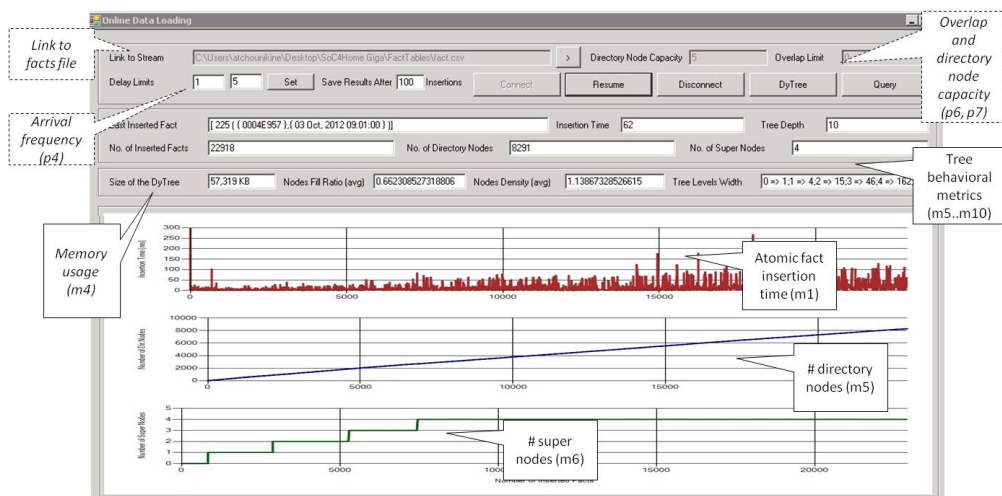 Online Data Loading
Link to facts file
Link to Stream
C:\Users\atchounikine\Desktop\SoC4Home Giga\FactTables\fact.csv
>
Directory Node Capacity
5
Overlap Limit
Overlap and directory node capacity (p6, p7)
Delay Limits
1
5
Set
Save Results After
100
Insertions
Connect
Resume
Disconnect
DyTree
Query
Arrival frequency (p4)
Last Inserted Fact
[ 225 ( { 0004E957 },{ 03 Oct, 2012 09:01:00 } )]
Insertion Time
62
Tree Depth
10
No. of Inserted Facts
22918
No. of Directory Nodes
8291
No. of Super Nodes
4
Tree behavioral metrics (m5..m10)
Size of the DyTree
57,319 KB
Nodes Fill Ratio (avg)
0.662308527318806
Nodes Density (avg)
1.13867328526615
Tree Levels Width
0 => 1;1 => 4;2 => 15;3 => 46;4 => 162;
Memory usage (m4)
Insertion Time (ms)
300
250
200
150
100
50
0
0
5000
10000
15000
Atomic fact insertion time (m1)
Number of Dir. Nodes
10000
8000
6000
4000
2000
0
0
5000
10000
15000
# directory nodes (m5)
Number of Super Nodes
5
4
3
2
1
0
0
5000
10000
15000
20000
# super nodes (m6)
Number of Inserted Facts